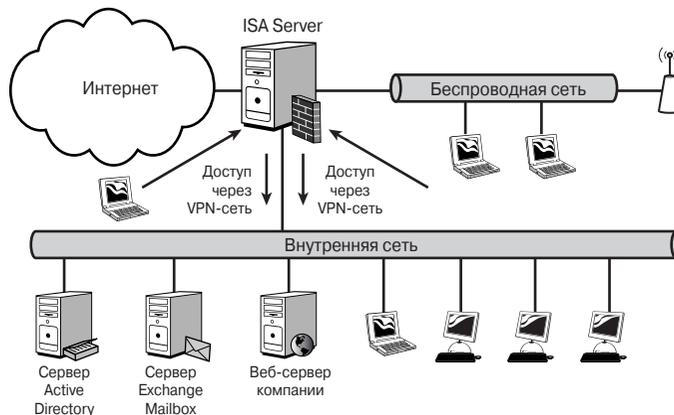 ISA Server
Интернет
Беспроводная сеть
Доступ
через
VPN-сеть
Доступ
через
VPN-сеть
Внутренняя сеть
Сервер
Active
Directory
Сервер
Exchange
Mailbox
Веб-сервер
компании